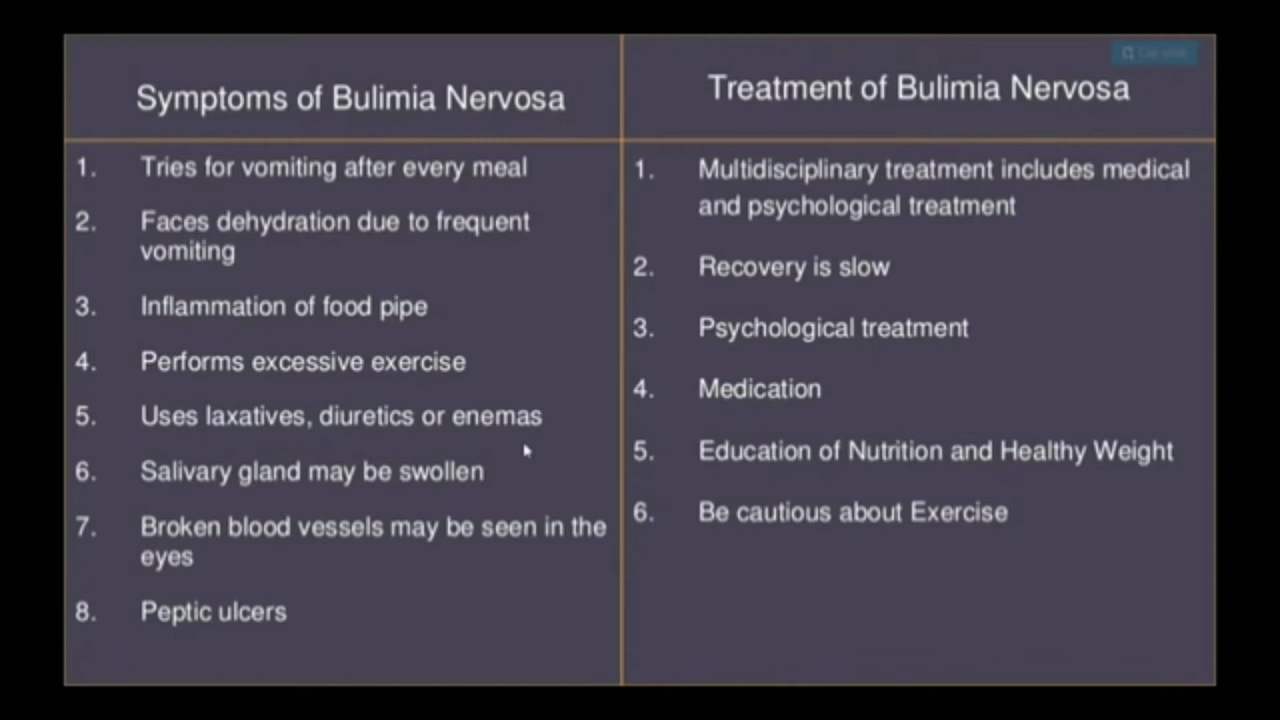 Symptoms of Bulimia Nervosa
1. Tries for vomiting after every meal
2. Faces dehydration due to frequent
vomiting
3. Inflammation of food pipe
4. Performs excessive exercise
5. Uses laxatives, diuretics or enemas
6. Salivary gland may be swollen
7. Broken blood vessels may be seen in the
eyes
8. Peptic ulcers
Treatment of Bulimia Nervosa
1. Multidisciplinary treatment includes medical
and psychological treatment
2. Recovery is slow
3. Psychological treatment
4. Medication
5. Education of Nutrition and Healthy Weight
6. Be cautious about Exercise